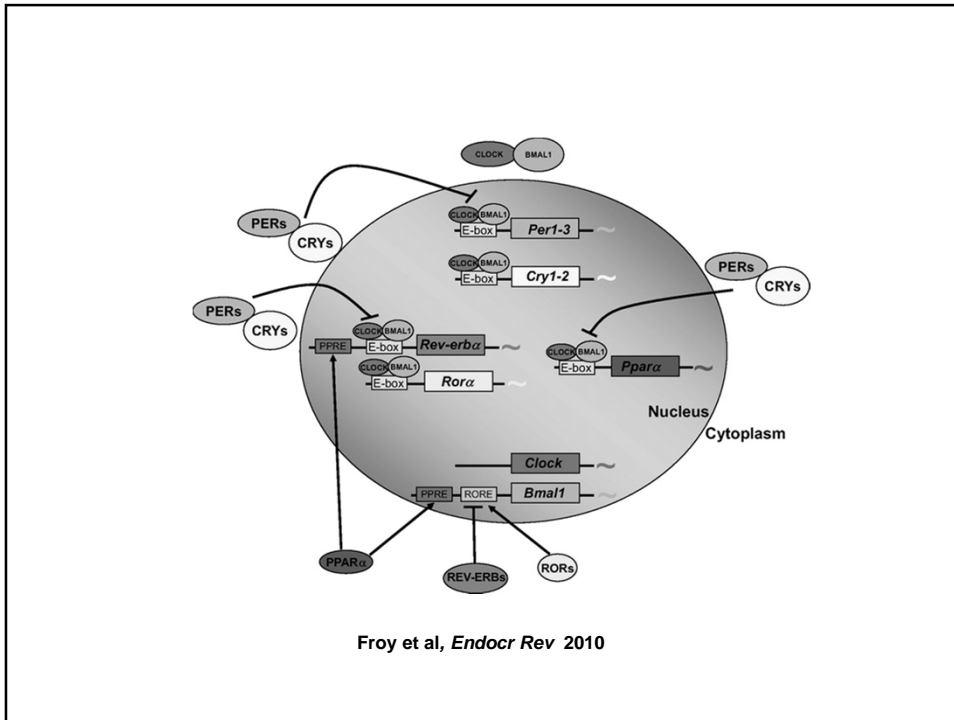 CLOCK BMAL1
CLOCK BMAL1
E-box Per1-3
PERs
CRYs
CLOCK BMAL1
E-box Cry1-2
PERs
CRYs
PERs
CRYs
CLOCK BMAL1
PPRE E-box Rev-erbα
CLOCK BMAL1
E-box Rorα
CLOCK BMAL1
E-box Pparα
Nucleus
Cytoplasm
Clock
PPRE RORE Bmal1
PPARα
REV-ERBs
RORs
Froy et al, Endocr Rev 2010